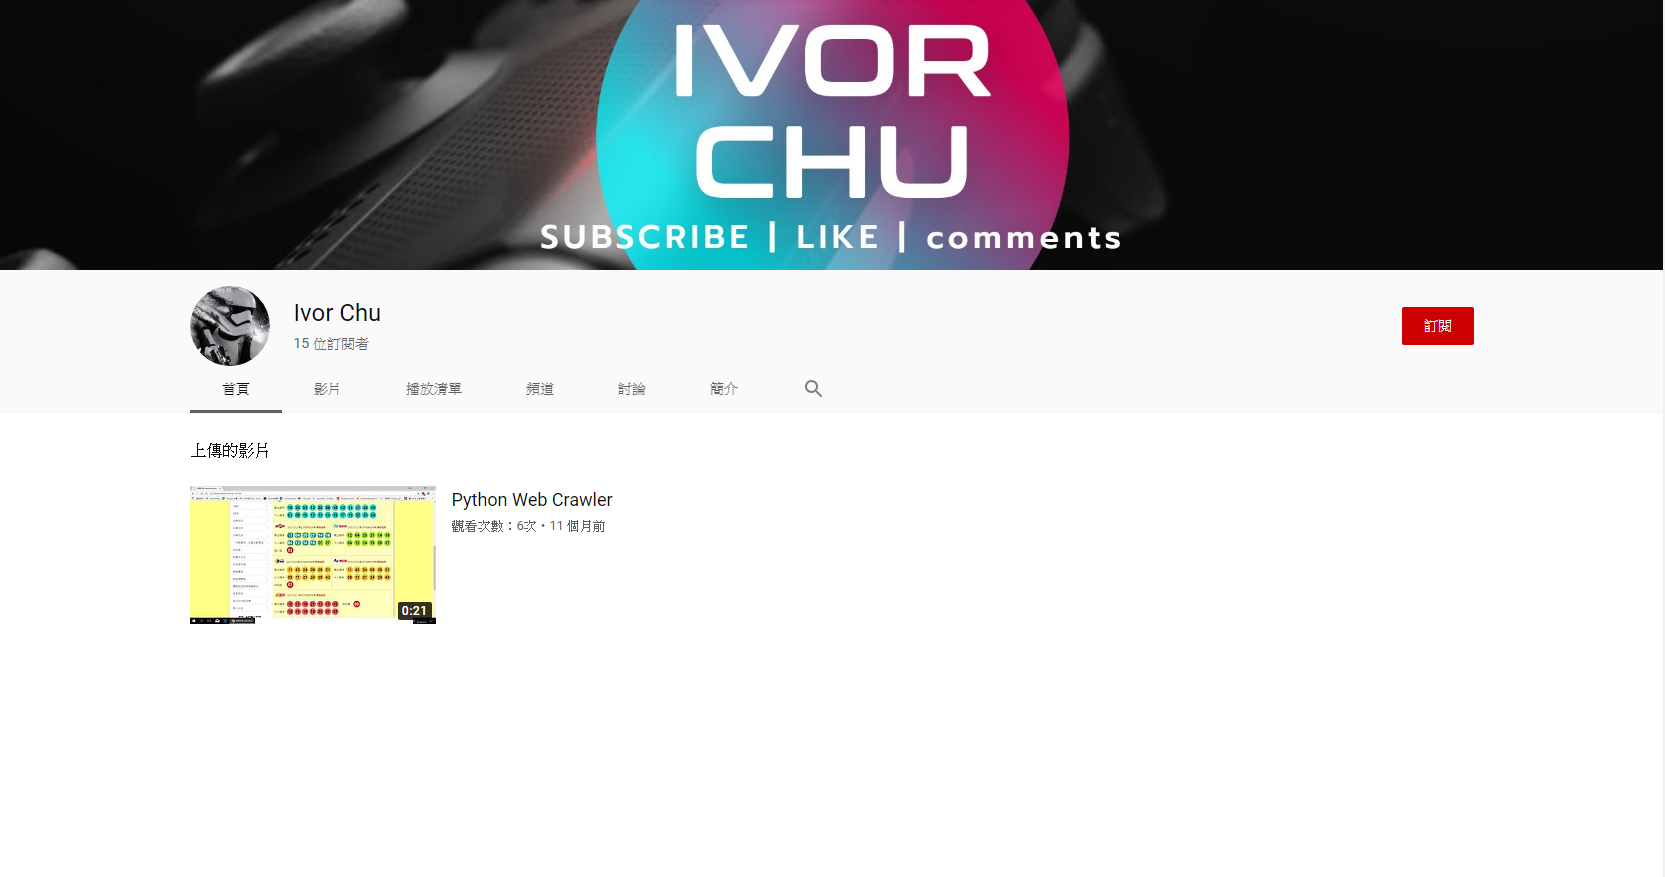 IVOR
CHU
SUBSCRIBE | LIKE | comments
Ivor Chu
15 位訂閱者
訂閱
首頁
影片
播放清單
頻道
討論
簡介
上傳的影片
0:21
Python Web Crawler
觀看次數：6次 • 11 個月前